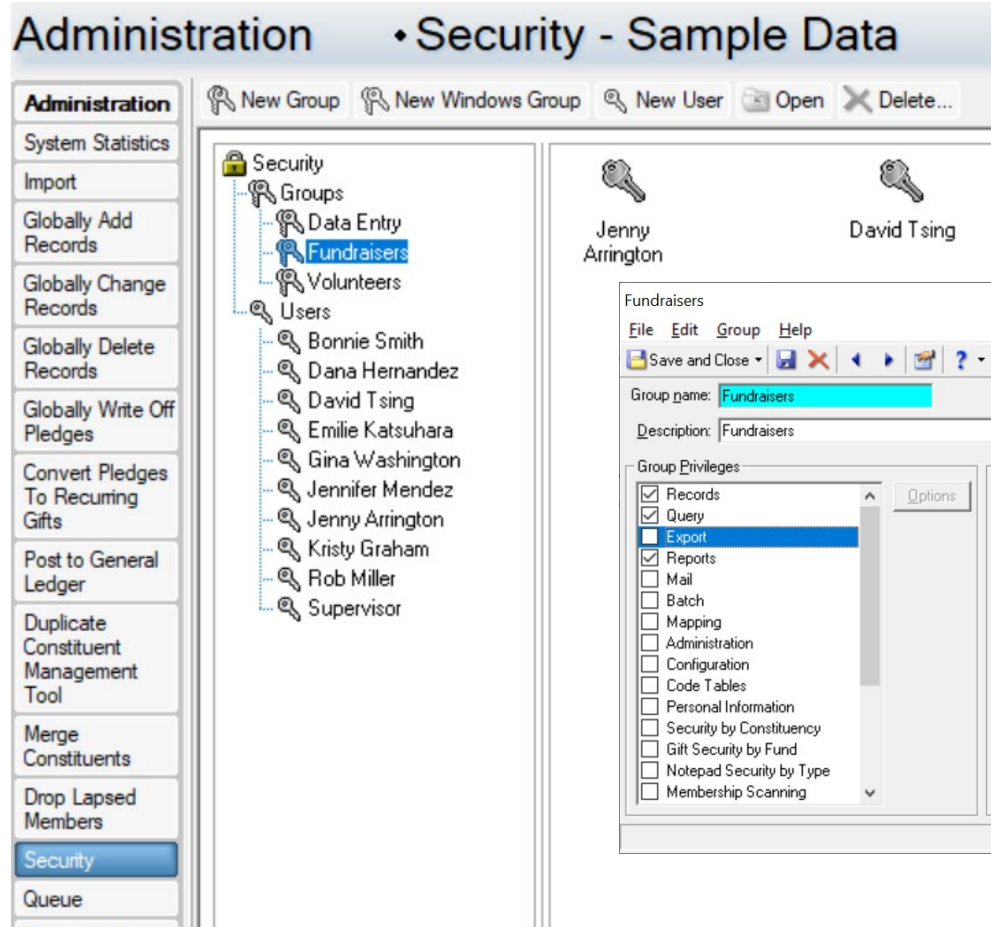 Administration • Security - Sample Data
Administration
System Statistics
Import
Globally Add
Records
Globally Change
Records
Globally Delete
Records
Globally Write Off
Pledges
Convert Pledges
To Recurring
Gifts
Post to General
Ledger
Duplicate
Constituent
Management
Tool
Merge
Constituents
Drop Lapsed
Members
Security
Queue
New Group New Windows Group New User Open Delete...
Security
Groups
Data Entry
Fundraisers
Volunteers
Users
Bonnie Smith
Dana Hernandez
David Tsing
Emilie Katsuhara
Gina Washington
Jennifer Mendez
Jenny Arrington
Kristy Graham
Rob Miller
Supervisor
Jenny
Arrington
David Tsing
Fundraisers
File Edit Group Help
Save and Close ?
Group name: Fundraisers
Description: Fundraisers
Group Privileges
Records
Query
Export
Reports
Mail
Batch
Mapping
Administration
Configuration
Code Tables
Personal Information
Security by Constituency
Gift Security by Fund
Notepad Security by Type
Membership Scanning
Options